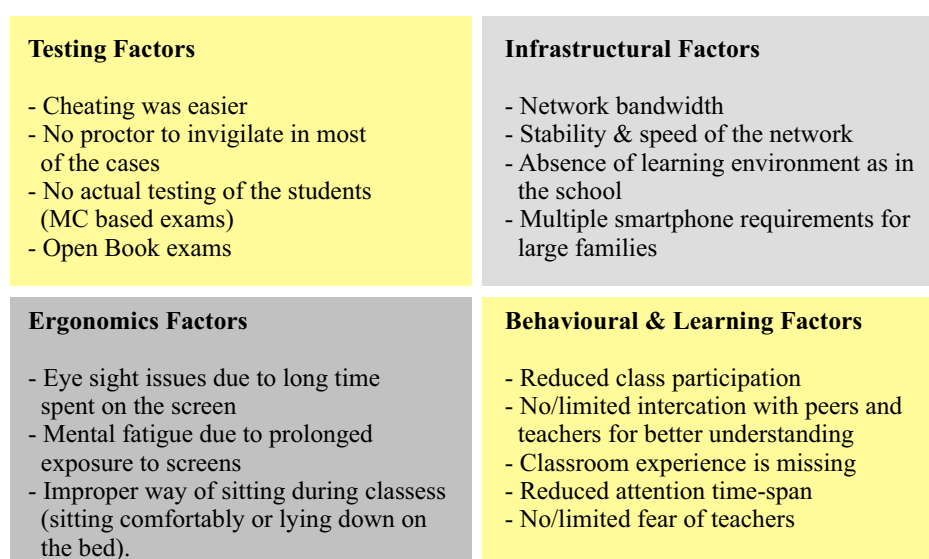 Testing Factors
- Cheating was easier
- No proctor to invigilate in most
of the cases
- No actual testing of the students
(MC based exams)
- Open Book exams
Infrastructural Factors
- Network bandwidth
- Stability & speed of the network
- Absence of learning environment as in
the school
- Multiple smartphone requirements for
large families
Ergonomics Factors
- Eye sight issues due to long time
spent on the screen
- Mental fatigue due to prolonged
exposure to screens
- Improper way of sitting during classess
(sitting comfortably or lying down on
the bed).
Behavioural & Learning Factors
- Reduced class participation
- No/limited intercation with peers and
teachers for better understanding
- Classroom experience is missing
- Reduced attention time-span
- No/limited fear of teachers